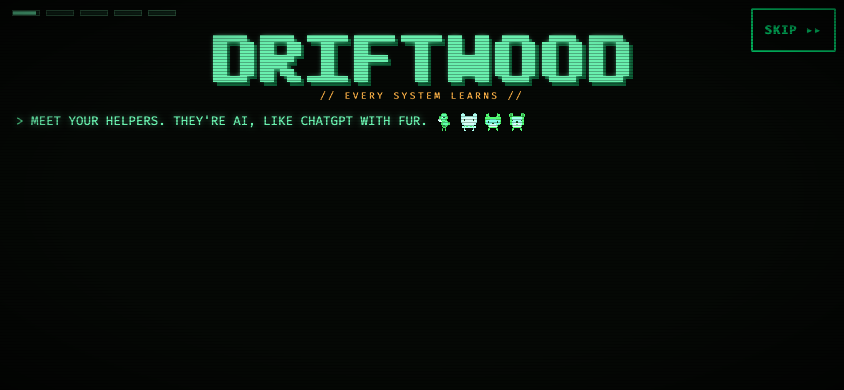 SKIP ▸▸
DRIFTWOOD
// EVERY SYSTEM LEARNS //
> MEET YOUR HELPERS. THEY'RE AI, LIKE CHATGPT WITH FUR.